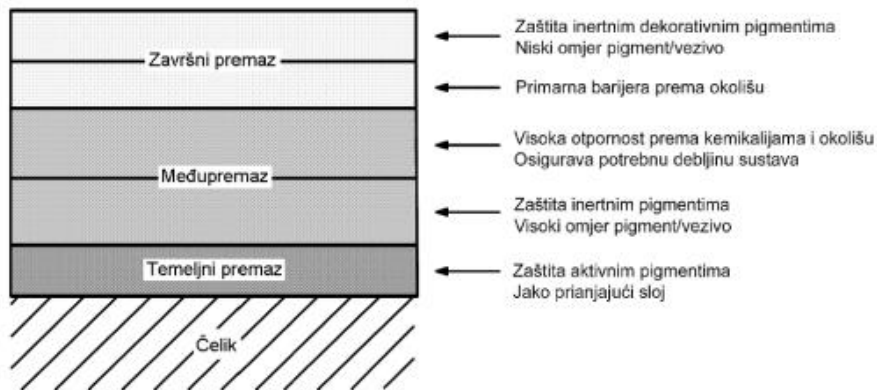 Završni premaz
Zaštita inertnim dekorativnim pigmentima
Niski omjer pigment/vezivo
Primarna barijera prema okolišu
Međupremaz
Visoka otpornost prema kemikalijama i okolišu
Osigurava potrebnu debljinu sustava
Zaštita inertnim pigmentima
Visoki omjer pigment/vezivo
Temeljni premaz
Zaštita aktivnim pigmentima
Jako prianjajući sloj
Čelik